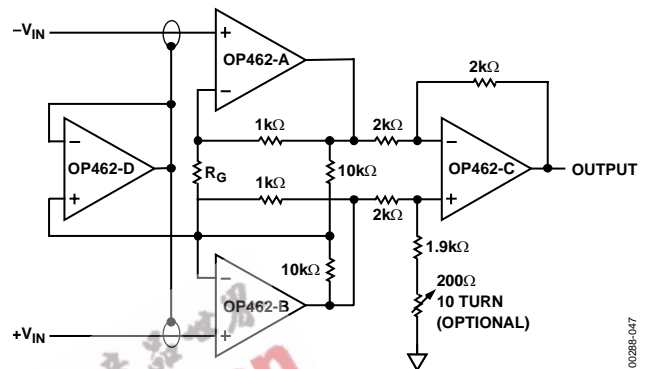 −VIN
+
OP462-A
−
2kΩ
1kΩ
2kΩ
−
−
OP462-D
+
RG
10kΩ
OP462-C
OUTPUT
1kΩ
+
2kΩ
1.9kΩ
−
10kΩ
OP462-B
200Ω
10 TURN
(OPTIONAL)
+VIN
+
00288-047